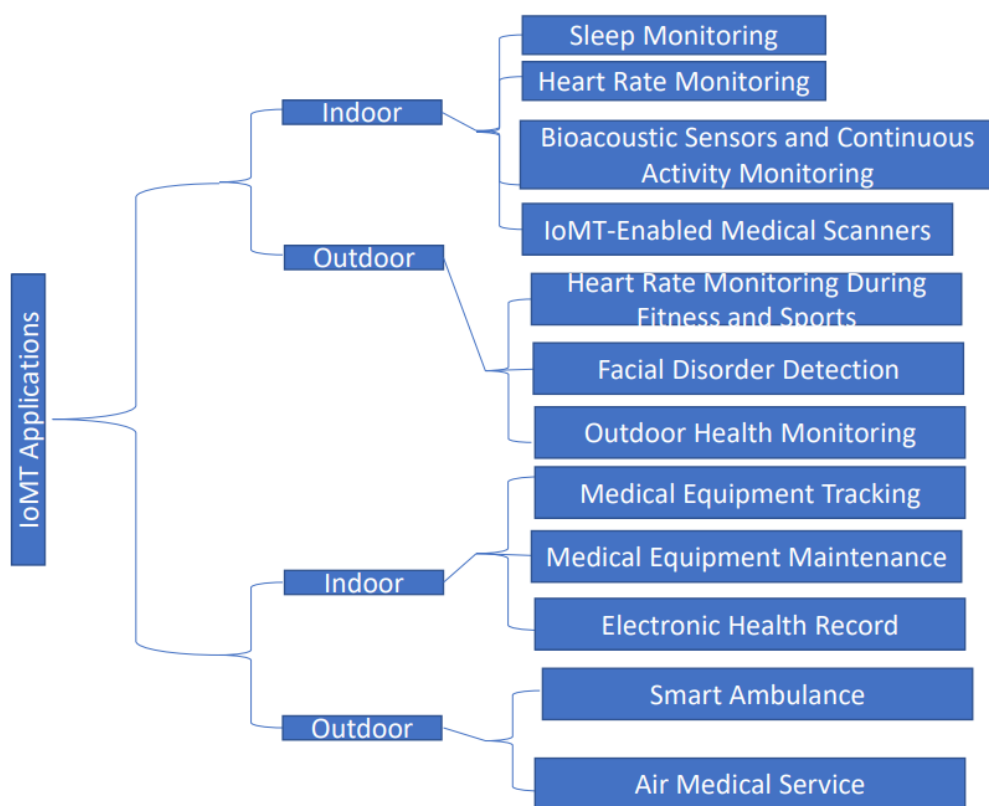 IoMT Applications
Indoor
Sleep Monitoring
Heart Rate Monitoring
Bioacoustic Sensors and Continuous
Activity Monitoring
IoMT-Enabled Medical Scanners
Outdoor
Heart Rate Monitoring During
Fitness and Sports
Facial Disorder Detection
Outdoor Health Monitoring
Indoor
Medical Equipment Tracking
Medical Equipment Maintenance
Electronic Health Record
Outdoor
Smart Ambulance
Air Medical Service